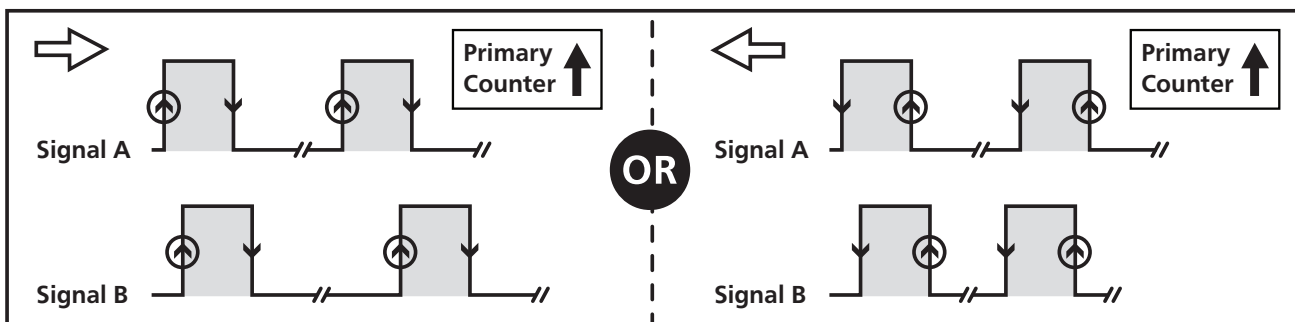 Primary
Counter
Signal A
Signal B
OR
Primary
Counter
Signal A
Signal B